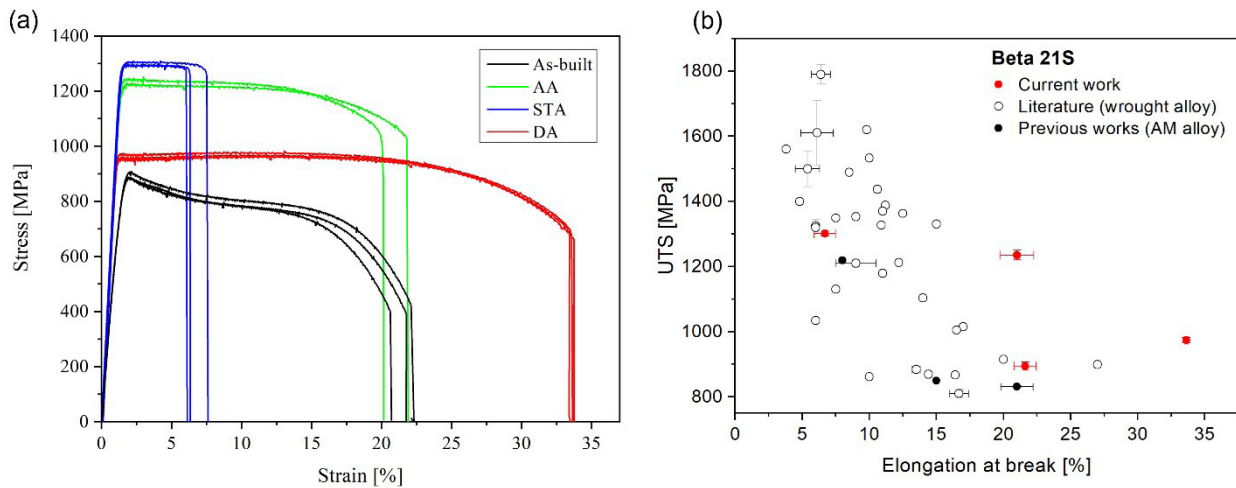 (a)
1400
1200
1000
800
600
400
200
0
Stress [MPa]
0 5 10 15 20 25 30 35
Strain [%]
As-built
AA
STA
DA
(b)
1800
1600
1400
1200
1000
800
UTS [MPa]
0 5 10 15 20 25 30 35
Elongation at break [%]
Beta 21S
Current work
Literature (wrought alloy)
Previous works (AM alloy)